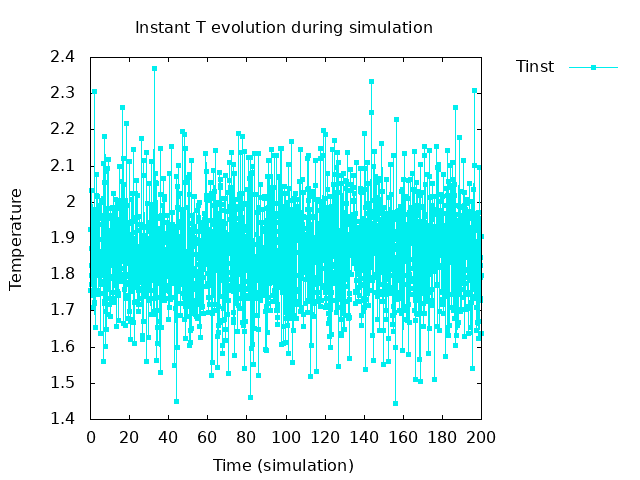 Instant T evolution during simulation
Tinst
2.4
2.3
2.2
2.1
2
1.9
1.8
1.7
1.6
1.5
1.4
Temperature
0 20 40 60 80 100 120 140 160 180 200
Time (simulation)